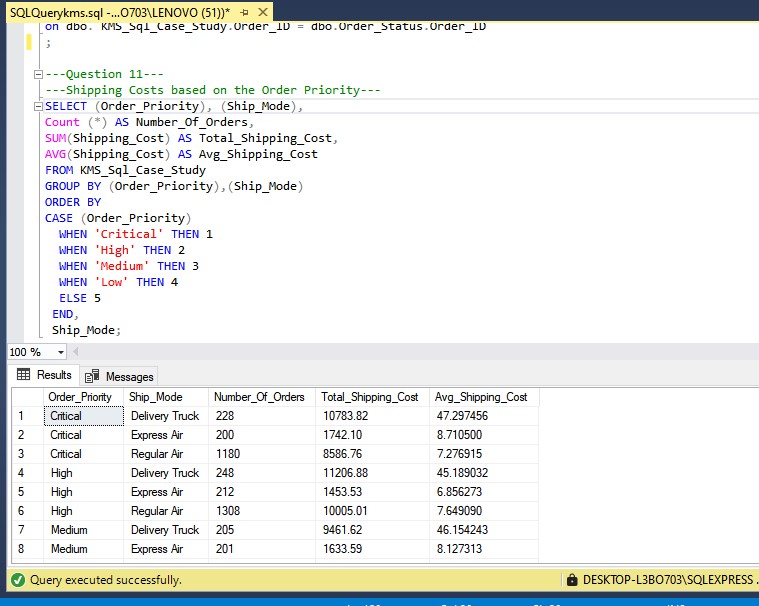 SQLQuerykms.sql -...O703\LENOVO (51))*
on dbo. KMS_Sql_Case_Study.Order_ID = dbo.Order_Status.Order_ID
;
---Question 11---
---Shipping Costs based on the Order Priority---
SELECT (Order_Priority), (Ship_Mode),
Count (*) AS Number_Of_Orders,
SUM(Shipping_Cost) AS Total_Shipping_Cost,
AVG(Shipping_Cost) AS Avg_Shipping_Cost
FROM KMS_Sql_Case_Study
GROUP BY (Order_Priority),(Ship_Mode)
ORDER BY
CASE (Order_Priority)
WHEN 'Critical' THEN 1
WHEN 'High' THEN 2
WHEN 'Medium' THEN 3
WHEN 'Low' THEN 4
ELSE 5
END,
Ship_Mode;
100 %
Results Messages
Order_Priority Ship_Mode Number_Of_Orders Total_Shipping_Cost Avg_Shipping_Cost
1 Critical Delivery Truck 228 10783.82 47.297456
2 Critical Express Air 200 1742.10 8.710500
3 Critical Regular Air 1180 8586.76 7.276915
4 High Delivery Truck 248 11206.88 45.189032
5 High Express Air 212 1453.53 6.856273
6 High Regular Air 1308 10005.01 7.649090
7 Medium Delivery Truck 205 9461.62 46.154243
8 Medium Express Air 201 1633.59 8.127313
Query executed successfully. DESKTOP-L3BO703\SQLEXPRESS .